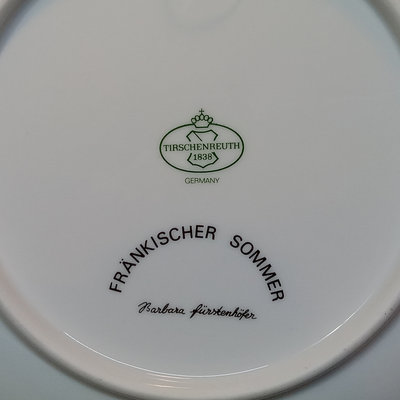 TIRSCHENREUTH
1838
GERMANY
FRÄNKISCHER SOMMER
Barbara Fürstenhöfer